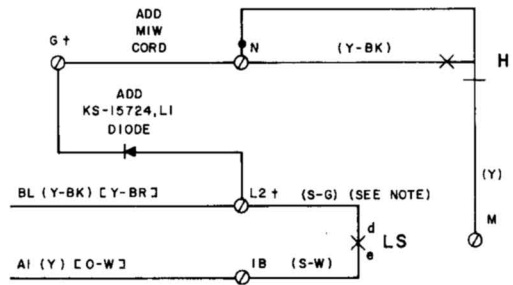 ADD
MIW
CORD
G†
N
(Y-BK)
H
ADD
KS-15724,L1
DIODE
(Y)
BL (Y-BK) [Y-BR]
L2†
(S-G) (SEE NOTE)
M
d
LS
e
A1 (Y) [O-W]
1B
(S-W)